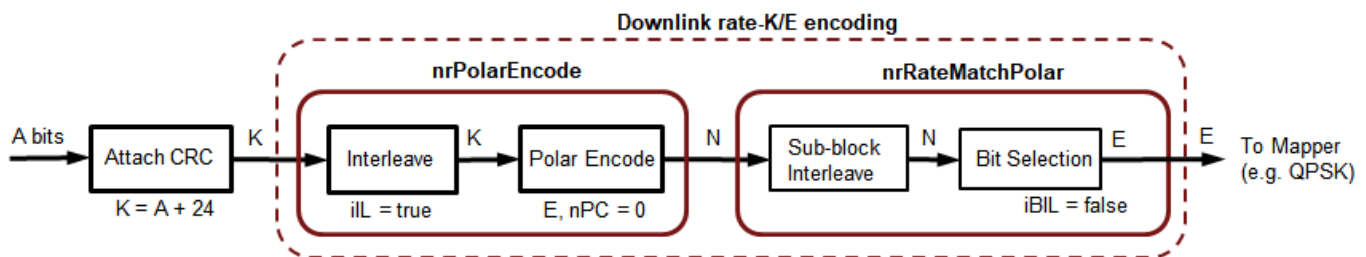 Downlink rate-K/E encoding
nrPolarEncode
nrRateMatchPolar
A bits
Attach CRC
K
Interleave
K
Polar Encode
N
Sub-block
Interleave
N
Bit Selection
E
E
To Mapper
(e.g. QPSK)
K = A + 24
iIL = true
E, nPC = 0
iBIL = false